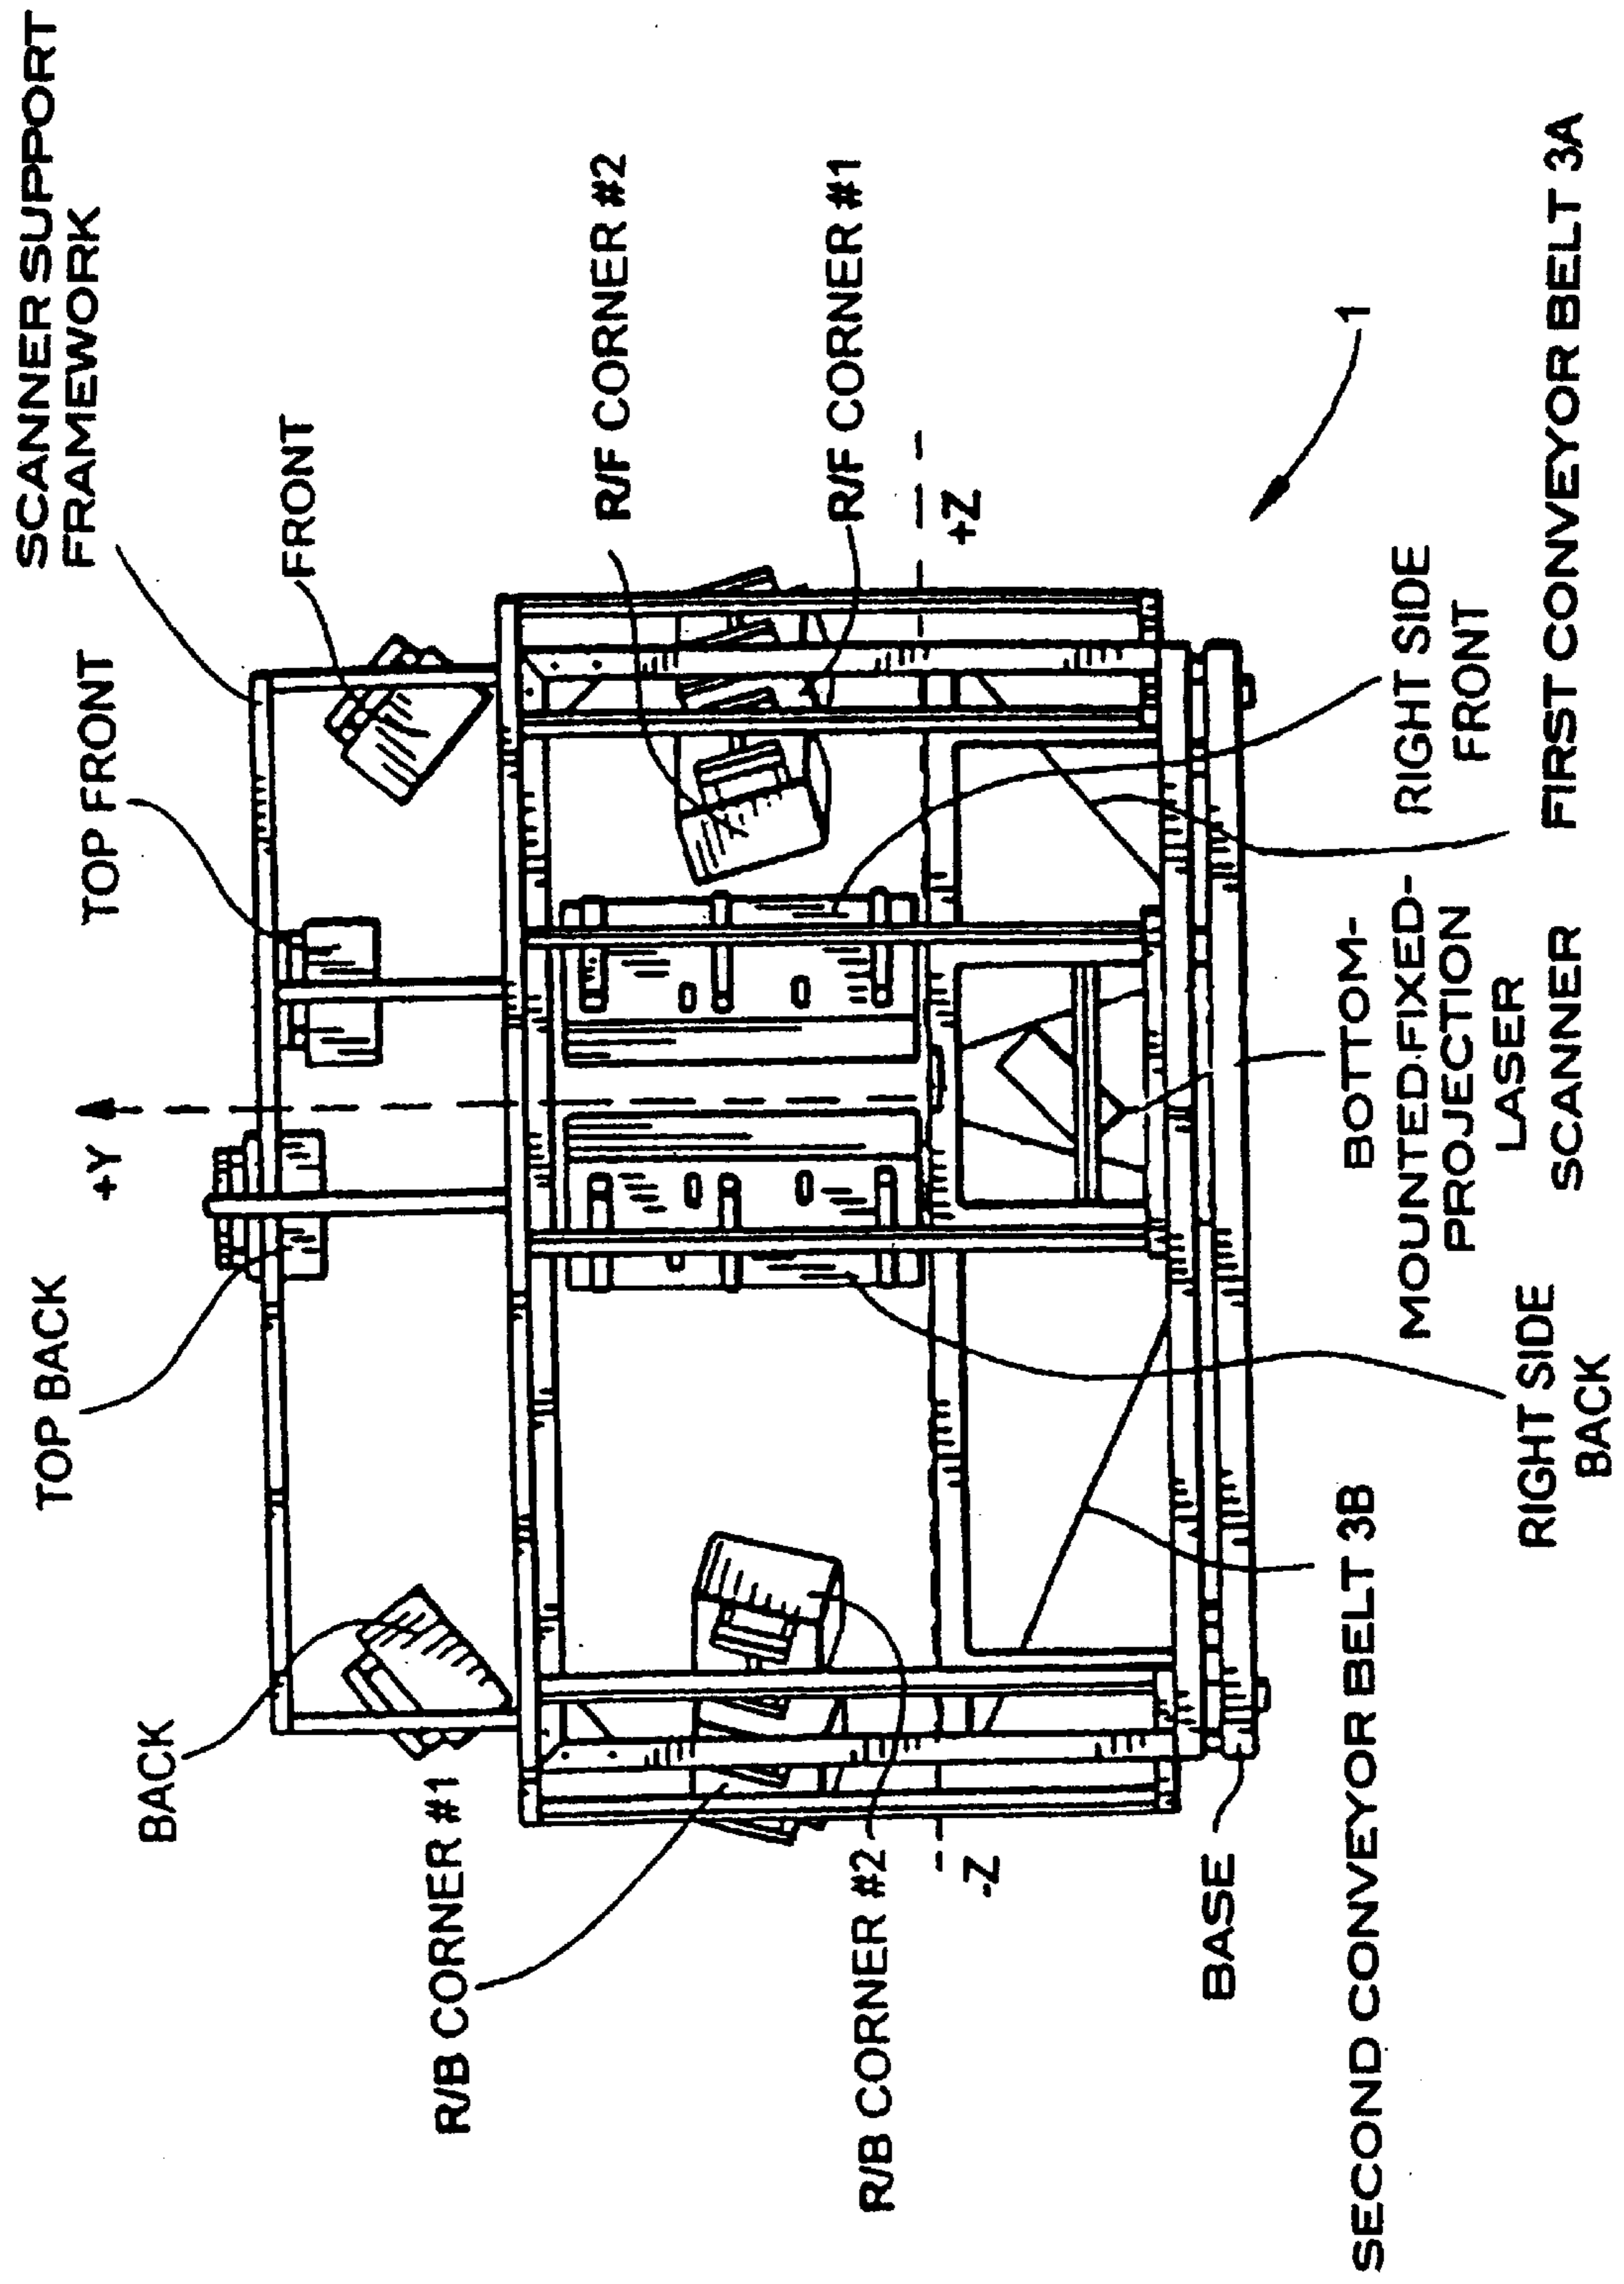 SCANNER SUPPORT
FRAMEWORK
FRONT
TOP FRONT
+Y
TOP BACK
BACK
R/F CORNER #2
R/F CORNER #1
+Z
1
R/B CORNER #1
R/B CORNER #2
-Z
BASE
SECOND CONVEYOR BELT 3B
RIGHT SIDE
BACK
BOTTOM-
MOUNTED-FIXED-
PROJECTION
LASER
SCANNER
RIGHT SIDE
FRONT
FIRST CONVEYOR BELT 3A